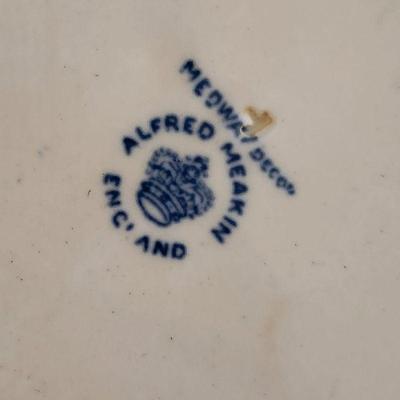 MEDWAY DECOR
ALFRED MEAKIN
ENGLAND